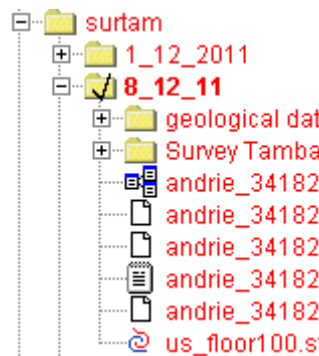 surtam
1_12_2011
8_12_11
geological dat
Survey Tamba
andrie_34182
andrie_34182
andrie_34182
andrie_34182
andrie_34182
us_floor100.s